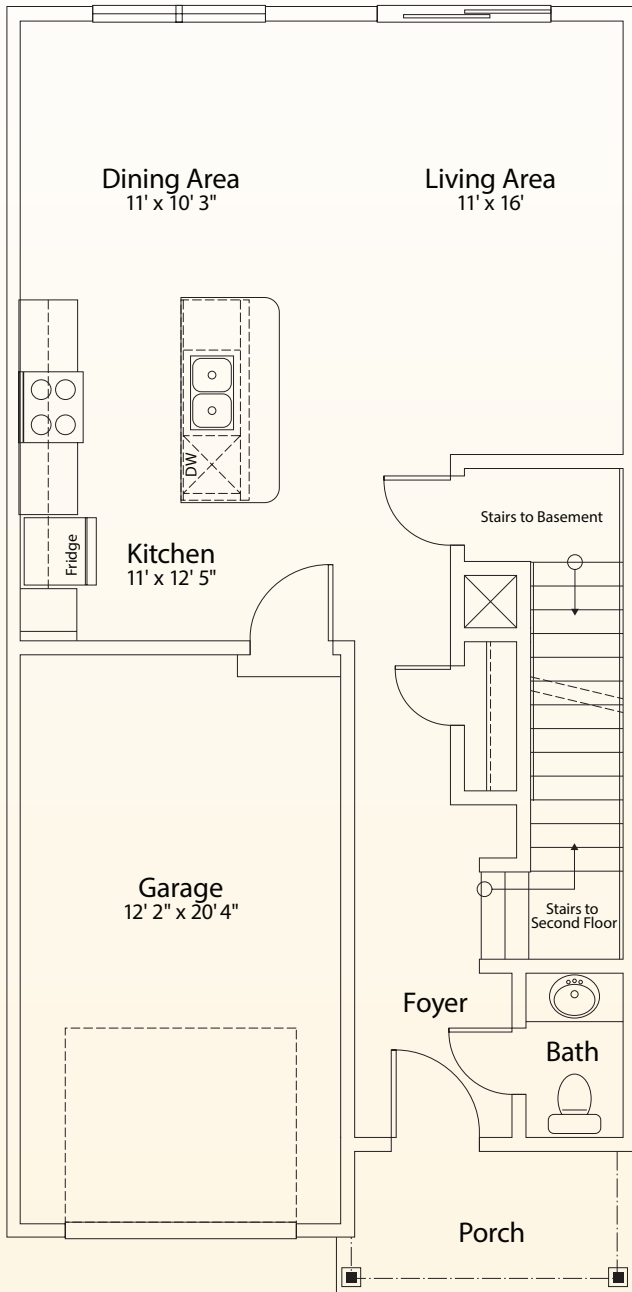 Dining Area
11' x 10' 3"
Living Area
11' x 16'
DW
Fridge
Kitchen
11' x 12' 5"
Stairs to Basement
Garage
12' 2" x 20' 4"
Stairs to
Second Floor
Foyer
Bath
Porch